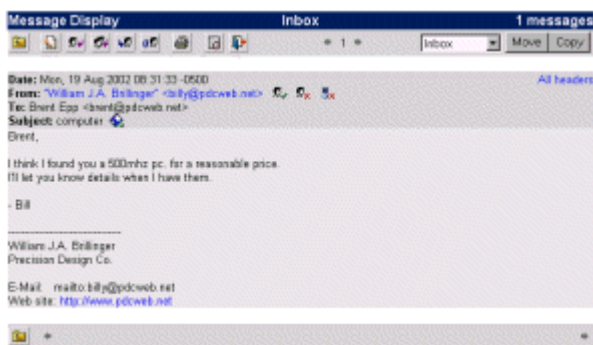 Message Display Inbox 1 messages
1 Inbox Move Copy
Date: Mon, 19 Aug 2002 08:31:33 -0500 All headers
From: "William J.A. Brillinger" <billy@pdcweb.net>
To: Brent Epp <brent@pdcweb.net>
Subject: computer
Brent,
I think I found you a 500mhz pc. for a reasonable price.
I'll let you know details when I have them.
- Bill
------------------------------
William J.A. Brillinger
Precision Design Co.
E-Mail: mailto:billy@pdcweb.net
Web site: http://www.pdcweb.net